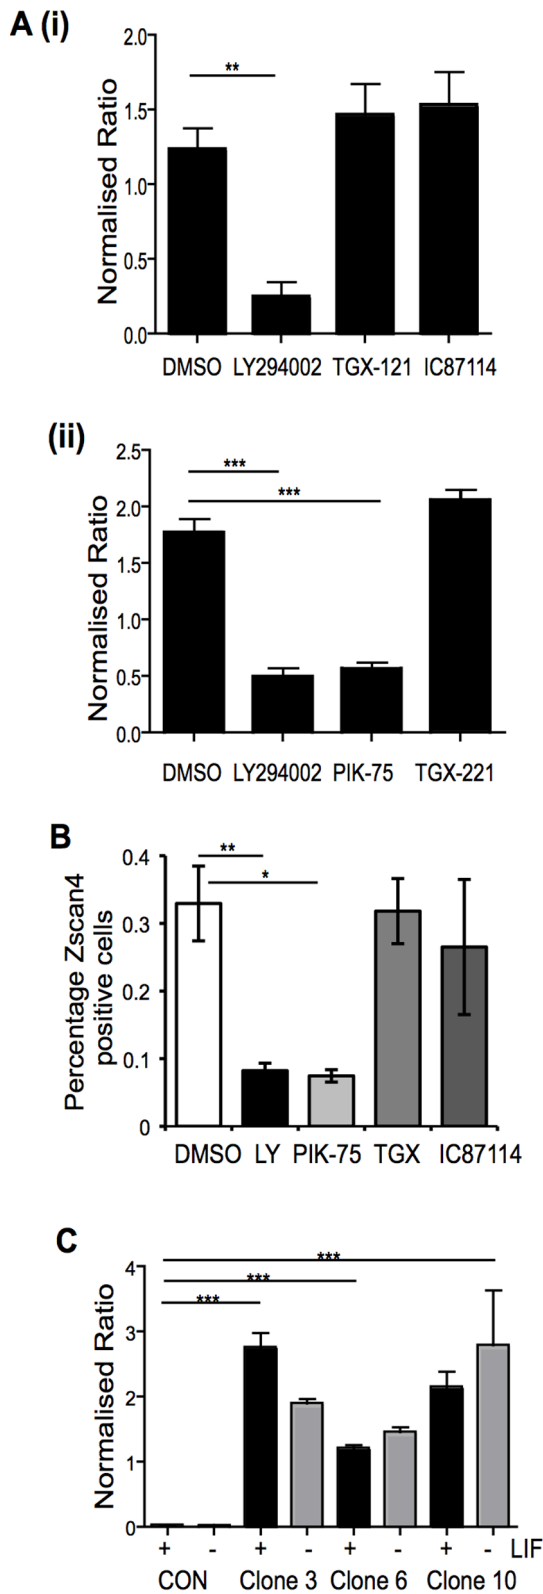 A (i)
Normalised Ratio
2.0
1.5
1.0
0.5
0.0
**
DMSO LY294002 TGX-121 IC87114
(ii)
Normalised Ratio
2.5
2.0
1.5
1.0
0.5
0.0
***
***
DMSO LY294002 PIK-75 TGX-221
B
Percentage Zscan4
positive cells
0.4
0.3
0.2
0.1
0
**
*
DMSO LY PIK-75 TGX IC87114
C
Normalised Ratio
4
3
2
1
0
***
***
***
+ - + - + - + - LIF
CON Clone 3 Clone 6 Clone 10